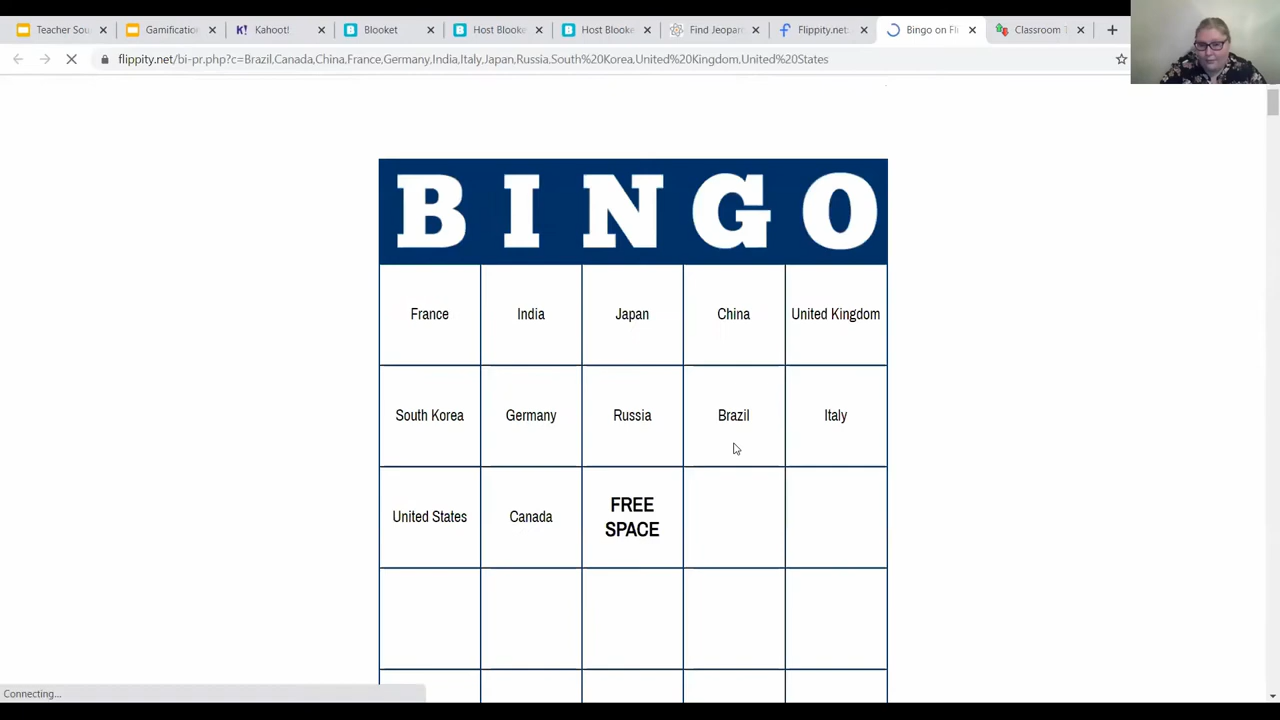 Teacher Sou
Gamification
Kahoot!
Blooket
Host Blooke
Host Blooke
Find Jeopar
Flippity.net:
Bingo on Fl
Classroom T
flippity.net/bi-pr.php?c=Brazil,Canada,China,France,Germany,India,Italy,Japan,Russia,South%20Korea,United%20Kingdom,United%20States
BINGO
France India Japan China United Kingdom
South Korea Germany Russia Brazil Italy
United States Canada FREE
SPACE
Connecting...